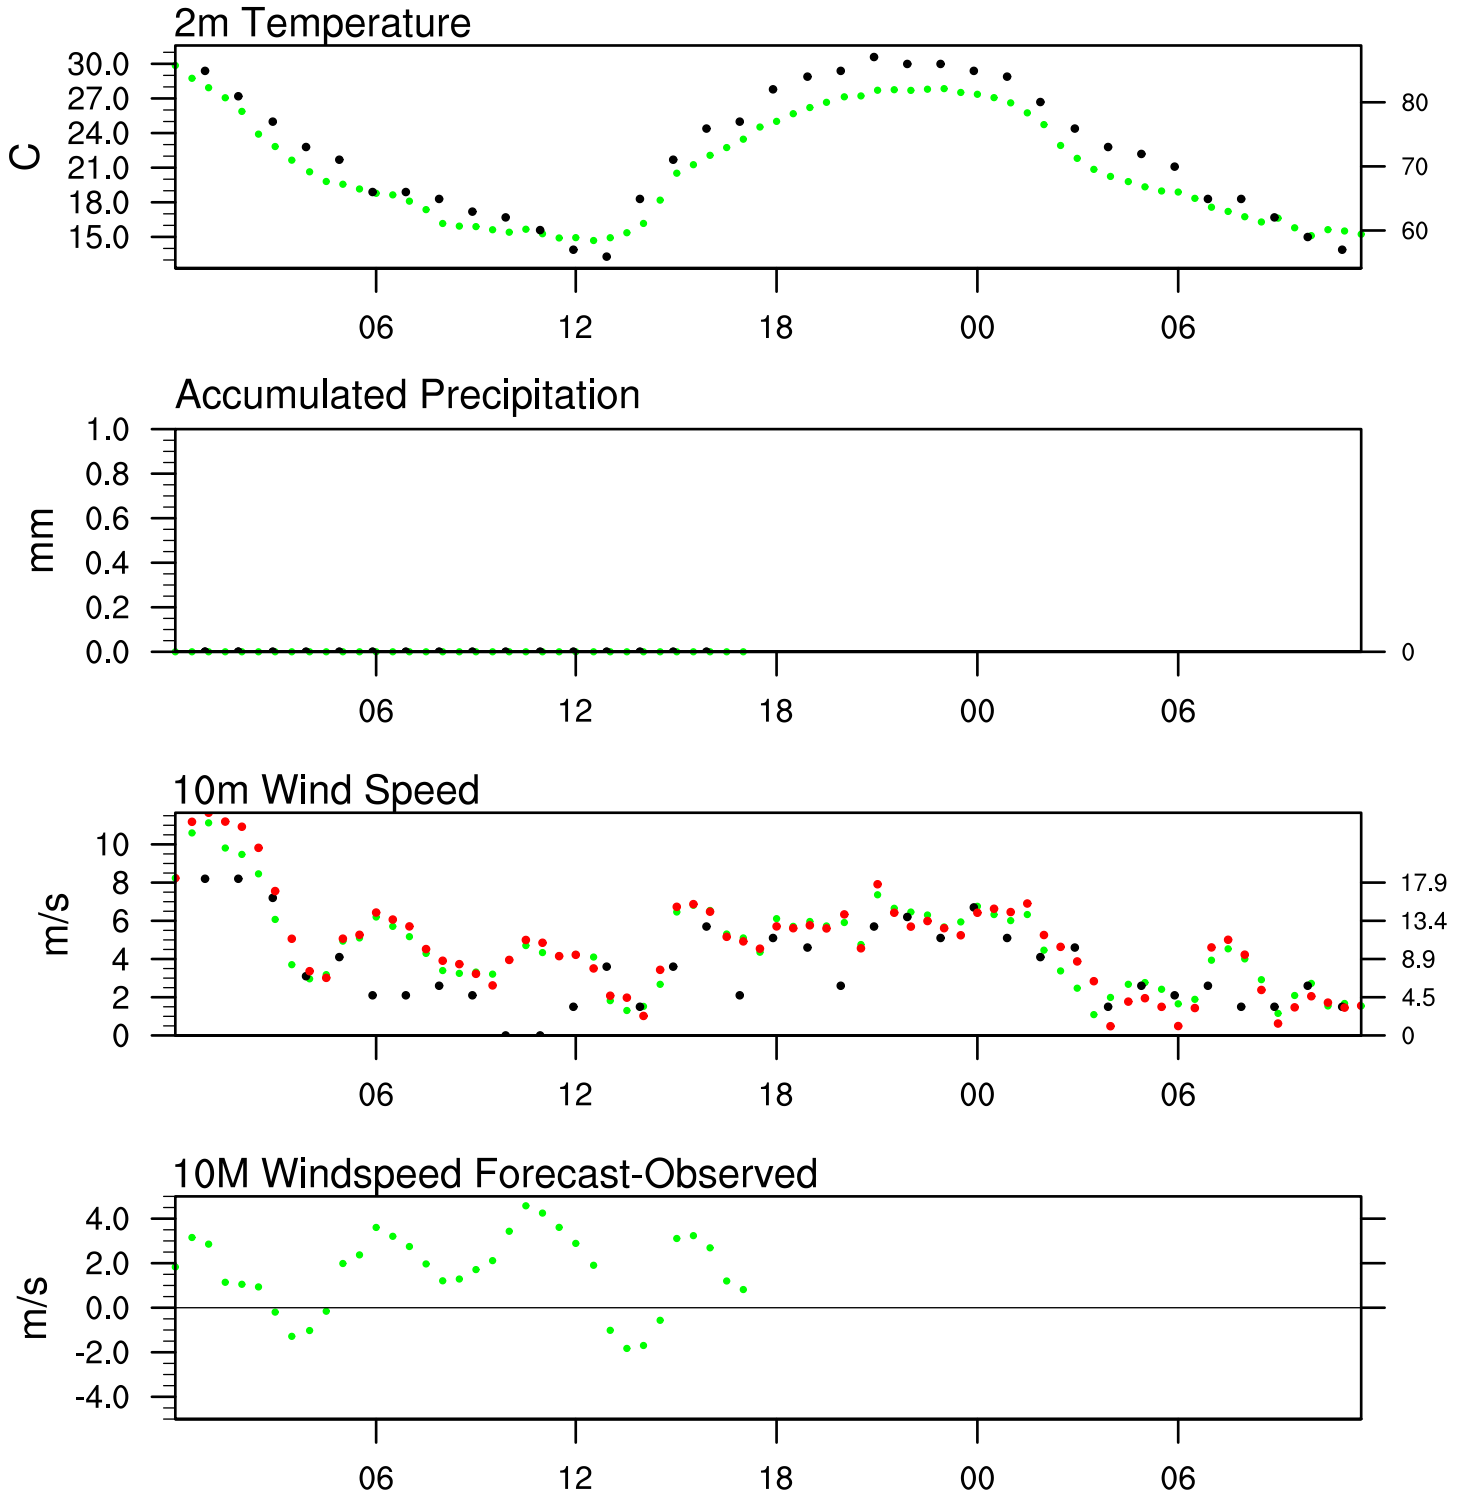 2m Temperature
30.0
27.0
24.0
21.0
18.0
15.0
C
80
70
60
06 12 18 00 06
Accumulated Precipitation
1.0
0.8
0.6
0.4
0.2
0.0
mm
0
06 12 18 00 06
10m Wind Speed
10
8
6
4
2
0
m/s
17.9
13.4
8.9
4.5
0
06 12 18 00 06
10M Windspeed Forecast-Observed
4.0
2.0
0.0
-2.0
-4.0
m/s
06 12 18 00 06